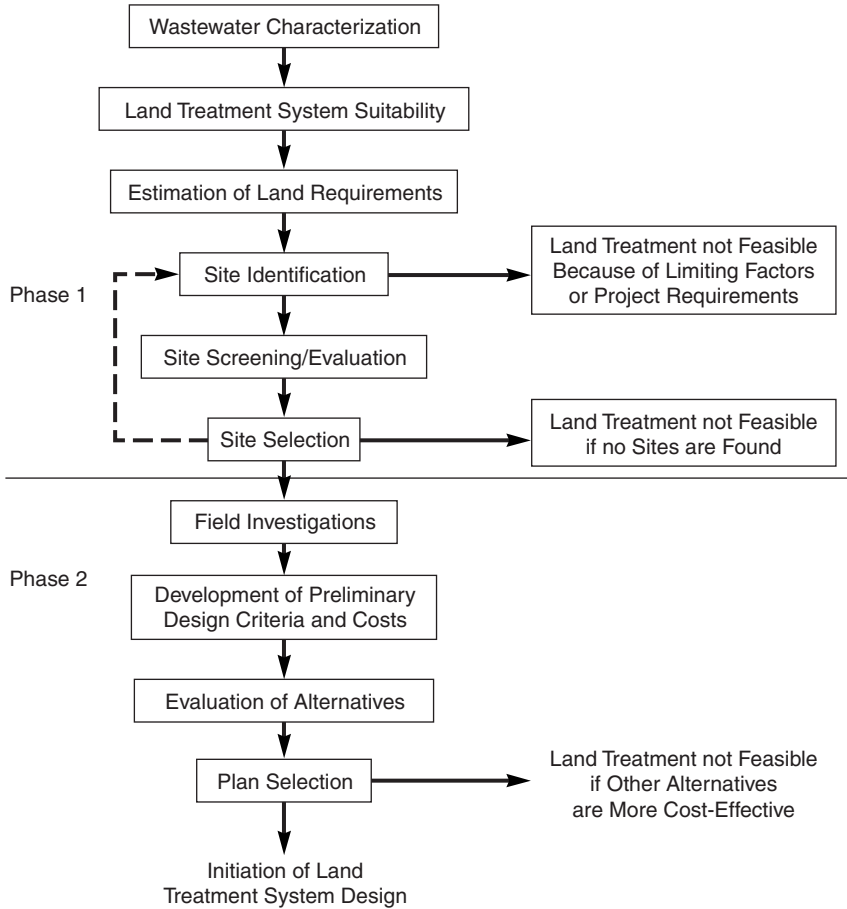 Wastewater Characterization
Land Treatment System Suitability
Estimation of Land Requirements
Phase 1
Site Identification
Land Treatment not Feasible
Because of Limiting Factors
or Project Requirements
Site Screening/Evaluation
Site Selection
Land Treatment not Feasible
if no Sites are Found
Phase 2
Field Investigations
Development of Preliminary
Design Criteria and Costs
Evaluation of Alternatives
Plan Selection
Land Treatment not Feasible
if Other Alternatives
are More Cost-Effective
Initiation of Land
Treatment System Design